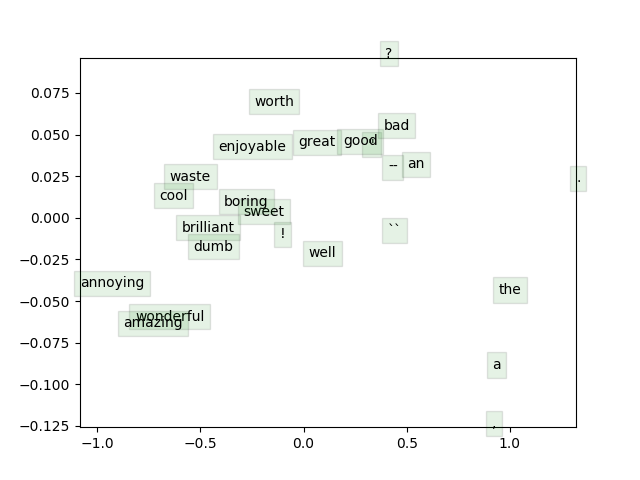 ?
0.075
worth
bad
0.050
enyojable great good
-- an
0.025
waste
.
cool
boring
0.000
sweet
brilliant
!
``
dumb
well
−0.025
annoying
the
−0.050
wonderful
amazing
−0.075
a
−0.100
,
−0.125
−1.0 −0.5 0.0 0.5 1.0